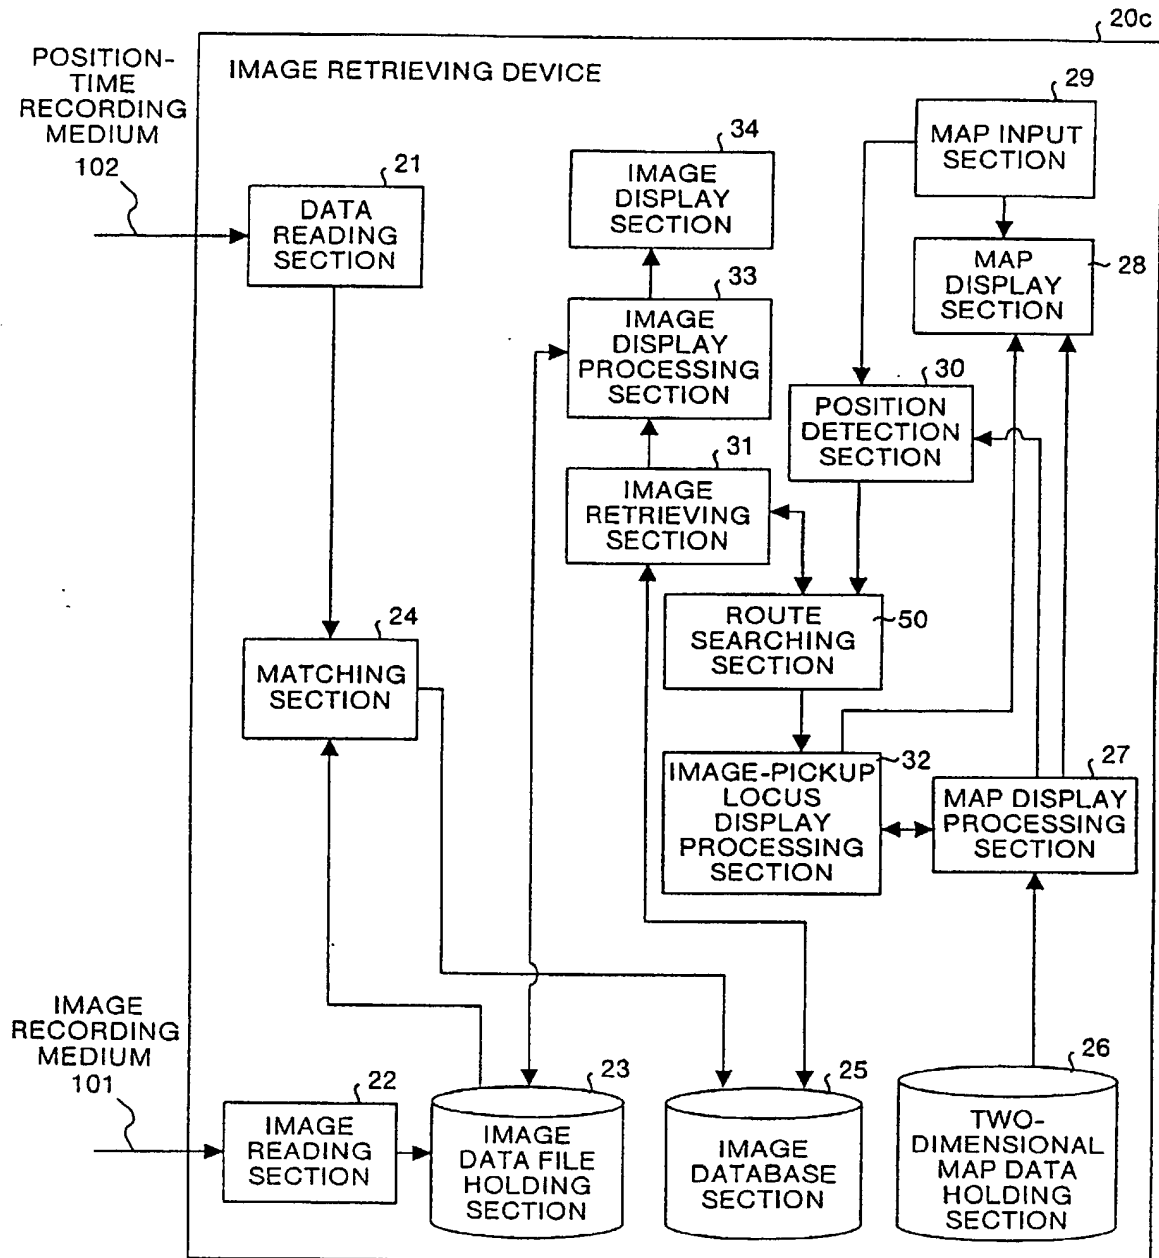 20c
POSITION-
TIME
RECORDING
MEDIUM
102
IMAGE RETRIEVING DEVICE
29
MAP INPUT
SECTION
34
IMAGE
DISPLAY
SECTION
21
DATA
READING
SECTION
28
MAP
DISPLAY
SECTION
33
IMAGE
DISPLAY
PROCESSING
SECTION
30
POSITION
DETECTION
SECTION
31
IMAGE
RETRIEVING
SECTION
50
ROUTE
SEARCHING
SECTION
24
MATCHING
SECTION
32
IMAGE-PICKUP
LOCUS
DISPLAY
PROCESSING
SECTION
27
MAP DISPLAY
PROCESSING
SECTION
IMAGE
RECORDING
MEDIUM
101
22
IMAGE
READING
SECTION
23
IMAGE
DATA FILE
HOLDING
SECTION
25
IMAGE
DATABASE
SECTION
26
TWO-
DIMENSIONAL
MAP DATA
HOLDING
SECTION